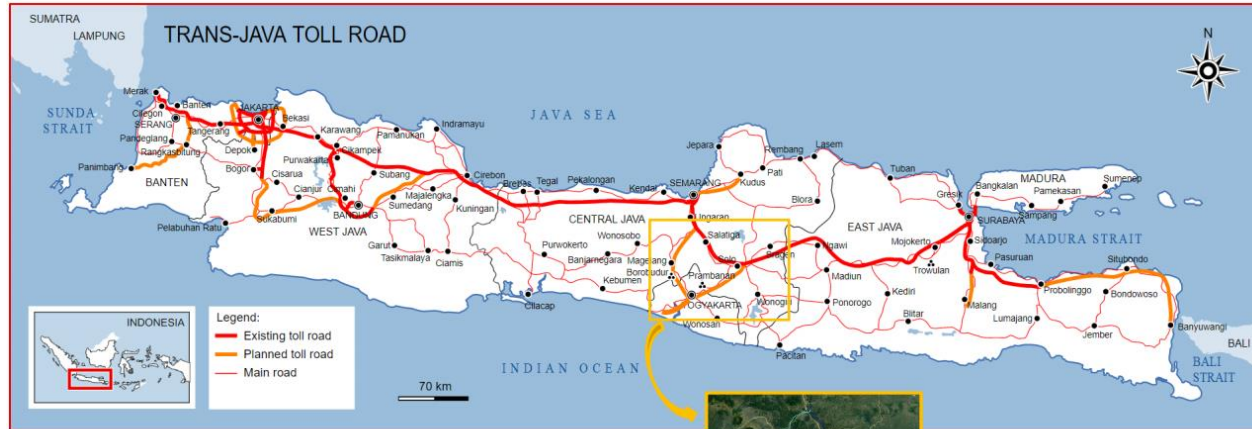 SUMATRA
LAMPUNG
TRANS-JAVA TOLL ROAD
N
SUNDA
STRAIT
JAVA SEA
Merak
Cilegon
Banten
SERANG
Pandeglang
Rangkasbitung
Panimbang
BANTEN
Tangerang
JAKARTA
Bekasi
Depok
Bogor
Cisarua
Cianjur
Sukabumi
Pelabuhan Ratu
Karawang
Cikampek
Purwakarta
Pamanukan
Indramayu
Subang
Cimahi
BANDUNG
WEST JAVA
Sumedang
Majalengka
Cirebon
Kuningan
Garut
Tasikmalaya
Ciamis
Brebes
Tegal
Pekalongan
Kendal
SEMARANG
Ungaran
CENTRAL JAVA
Purwokerto
Banjarnegara
Wonosobo
Kebumen
Cilacap
Magelang
Borobudur
Salatiga
Solo
Sragen
Prambanan
YOGYAKARTA
Wonosari
Wonogiri
Pacitan
Jepara
Kudus
Pati
Rembang
Lasem
Blora
Tuban
EAST JAVA
Ngawi
Madiun
Ponorogo
Kediri
Blitar
Mojokerto
Trowulan
Gresik
Bangkalan
SURABAYA
Sidoarjo
MADURA
Sampang
Pamekasan
Sumenep
MADURA STRAIT
Pasuruan
Malang
Lumajang
Probolinggo
Situbondo
Bondowoso
Jember
Banyuwangi
BALI
BALI
STRAIT
INDIAN OCEAN
INDONESIA
Legend:
Existing toll road
Planned toll road
Main road
70 km